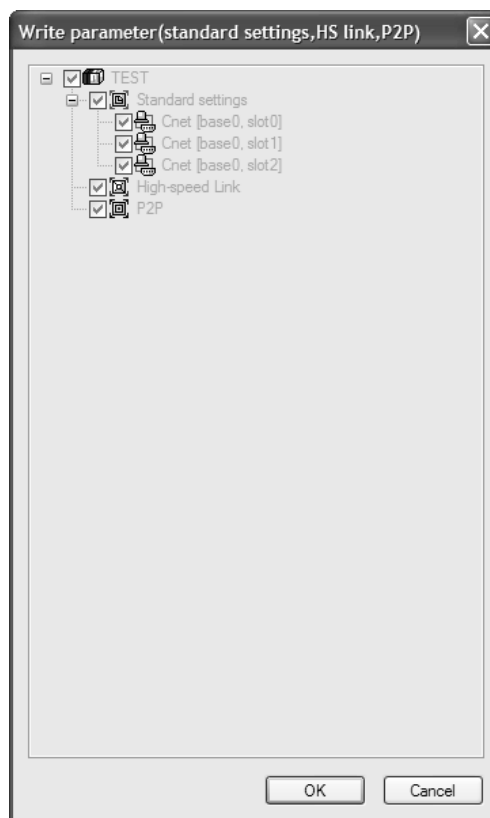 Write parameter(standard settings,HS link,P2P)
TEST
Standard settings
Cnet [base0, slot0]
Cnet [base0, slot1]
Cnet [base0, slot2]
High-speed Link
P2P
OK
Cancel